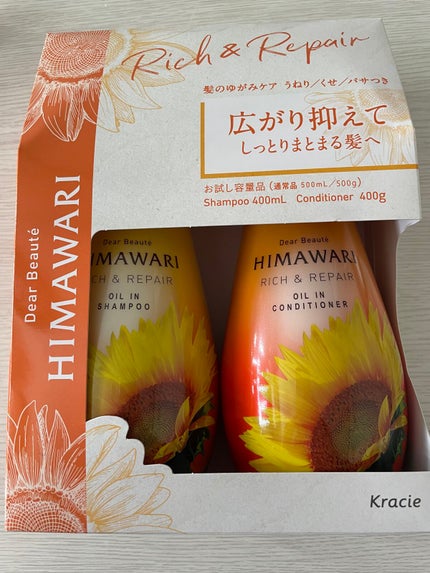 Rich & Repair
髪のゆがみケア うねり/くせ/パサつき
広がり抑えて
しっとりまとまる髪へ
お試し容量品 (通常品 500mL/500g)
Shampoo 400mL Conditioner 400g
Dear Beauté
HIMAWARI
Dear Beauté
HIMAWARI
RICH & REPAIR
OIL IN
SHAMPOO
Dear Beauté
HIMAWARI
RICH & REPAIR
OIL IN
CONDITIONER
Kracie